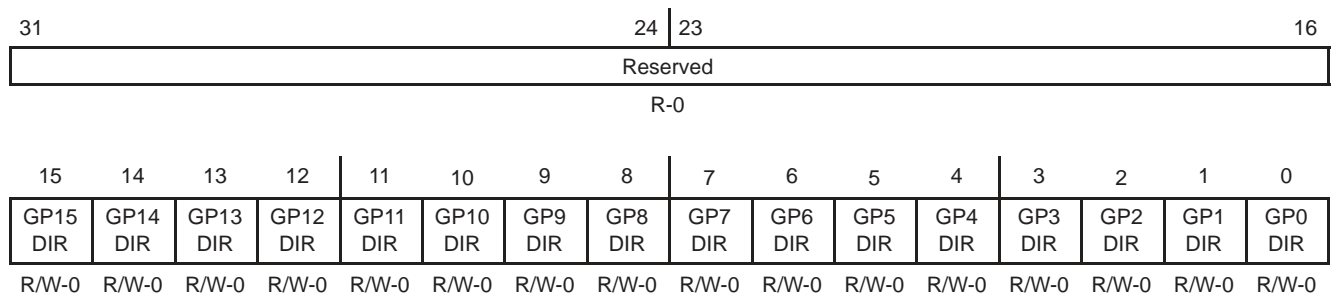 31 24 23 16
Reserved
R-0
15 14 13 12 11 10 9 8 7 6 5 4 3 2 1 0
GP15 GP14 GP13 GP12 GP11 GP10 GP9 GP8 GP7 GP6 GP5 GP4 GP3 GP2 GP1 GP0
DIR DIR DIR DIR DIR DIR DIR DIR DIR DIR DIR DIR DIR DIR DIR DIR
R/W-0 R/W-0 R/W-0 R/W-0 R/W-0 R/W-0 R/W-0 R/W-0 R/W-0 R/W-0 R/W-0 R/W-0 R/W-0 R/W-0 R/W-0 R/W-0